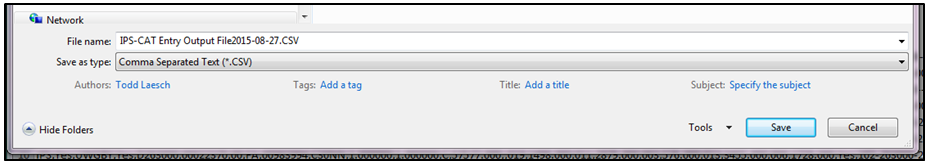 Network
File name: IPS-CAT Entry Output File2015-08-27.CSV
Save as type: Comma Separated Text (*.CSV)
Authors: Todd Laesch Tags: Add a tag Title: Add a title Subject: Specify the subject
Hide Folders Tools Save Cancel